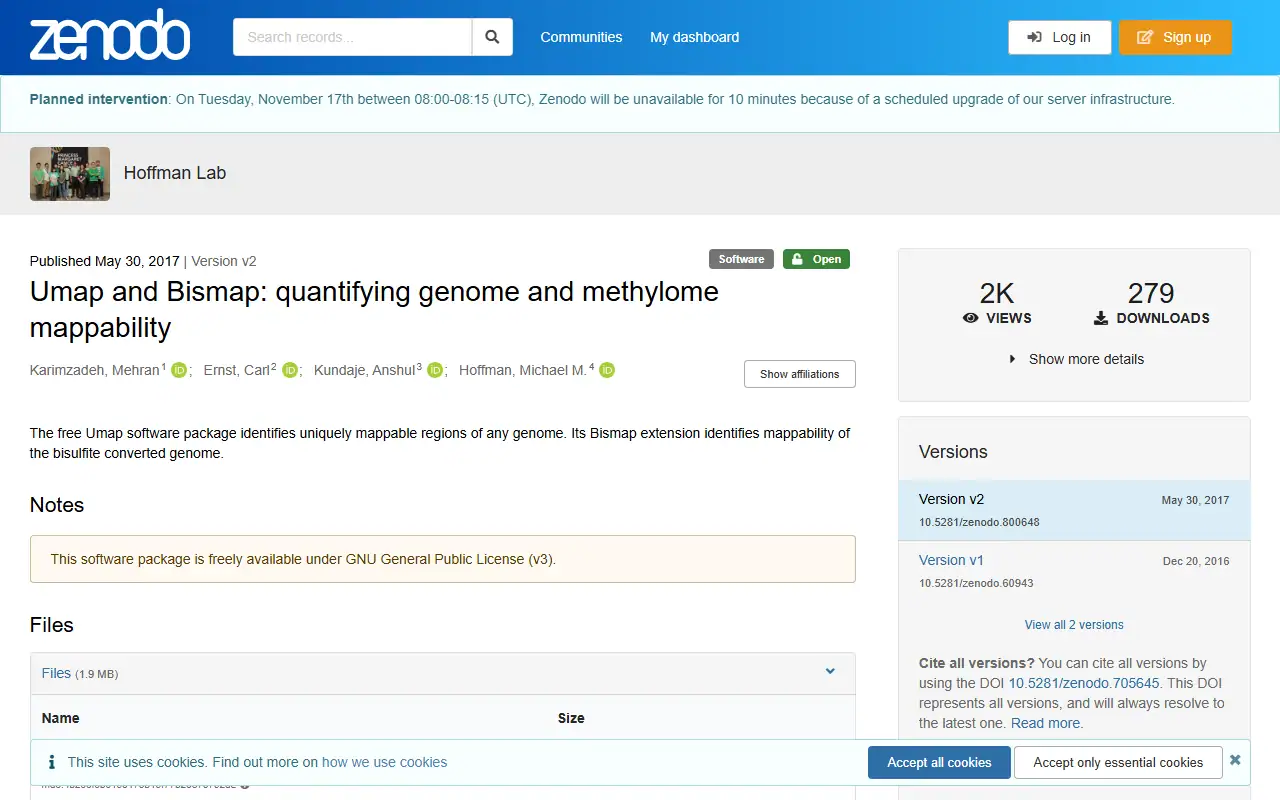 zenodo
Search records...
Communities
My dashboard
Log in
Sign up
Planned intervention: On Tuesday, November 17th between 08:00-08:15 (UTC), Zenodo will be unavailable for 10 minutes because of a scheduled upgrade of our server infrastructure.
Hoffman Lab
Published May 30, 2017 | Version v2
Software
Open
Umap and Bismap: quantifying genome and methylome
mappability
Karimzadeh, Mehran1 iD; Ernst, Carl2 iD; Kundaje, Anshul3 iD; Hoffman, Michael M.4 iD
Show affiliations
The free Umap software package identifies uniquely mappable regions of any genome. Its Bismap extension identifies mappability of
the bisulfite converted genome.
Notes
This software package is freely available under GNU General Public License (v3).
Files
Files (1.9 MB)
Name Size
2K
VIEWS
279
DOWNLOADS
Show more details
Versions
Version v2 May 30, 2017
10.5281/zenodo.800648
Version v1 Dec 20, 2016
10.5281/zenodo.60943
View all 2 versions
Cite all versions? You can cite all versions by
using the DOI 10.5281/zenodo.705645. This DOI
represents all versions, and will always resolve to
the latest one. Read more.
This site uses cookies. Find out more on how we use cookies
Accept all cookies
Accept only essential cookies